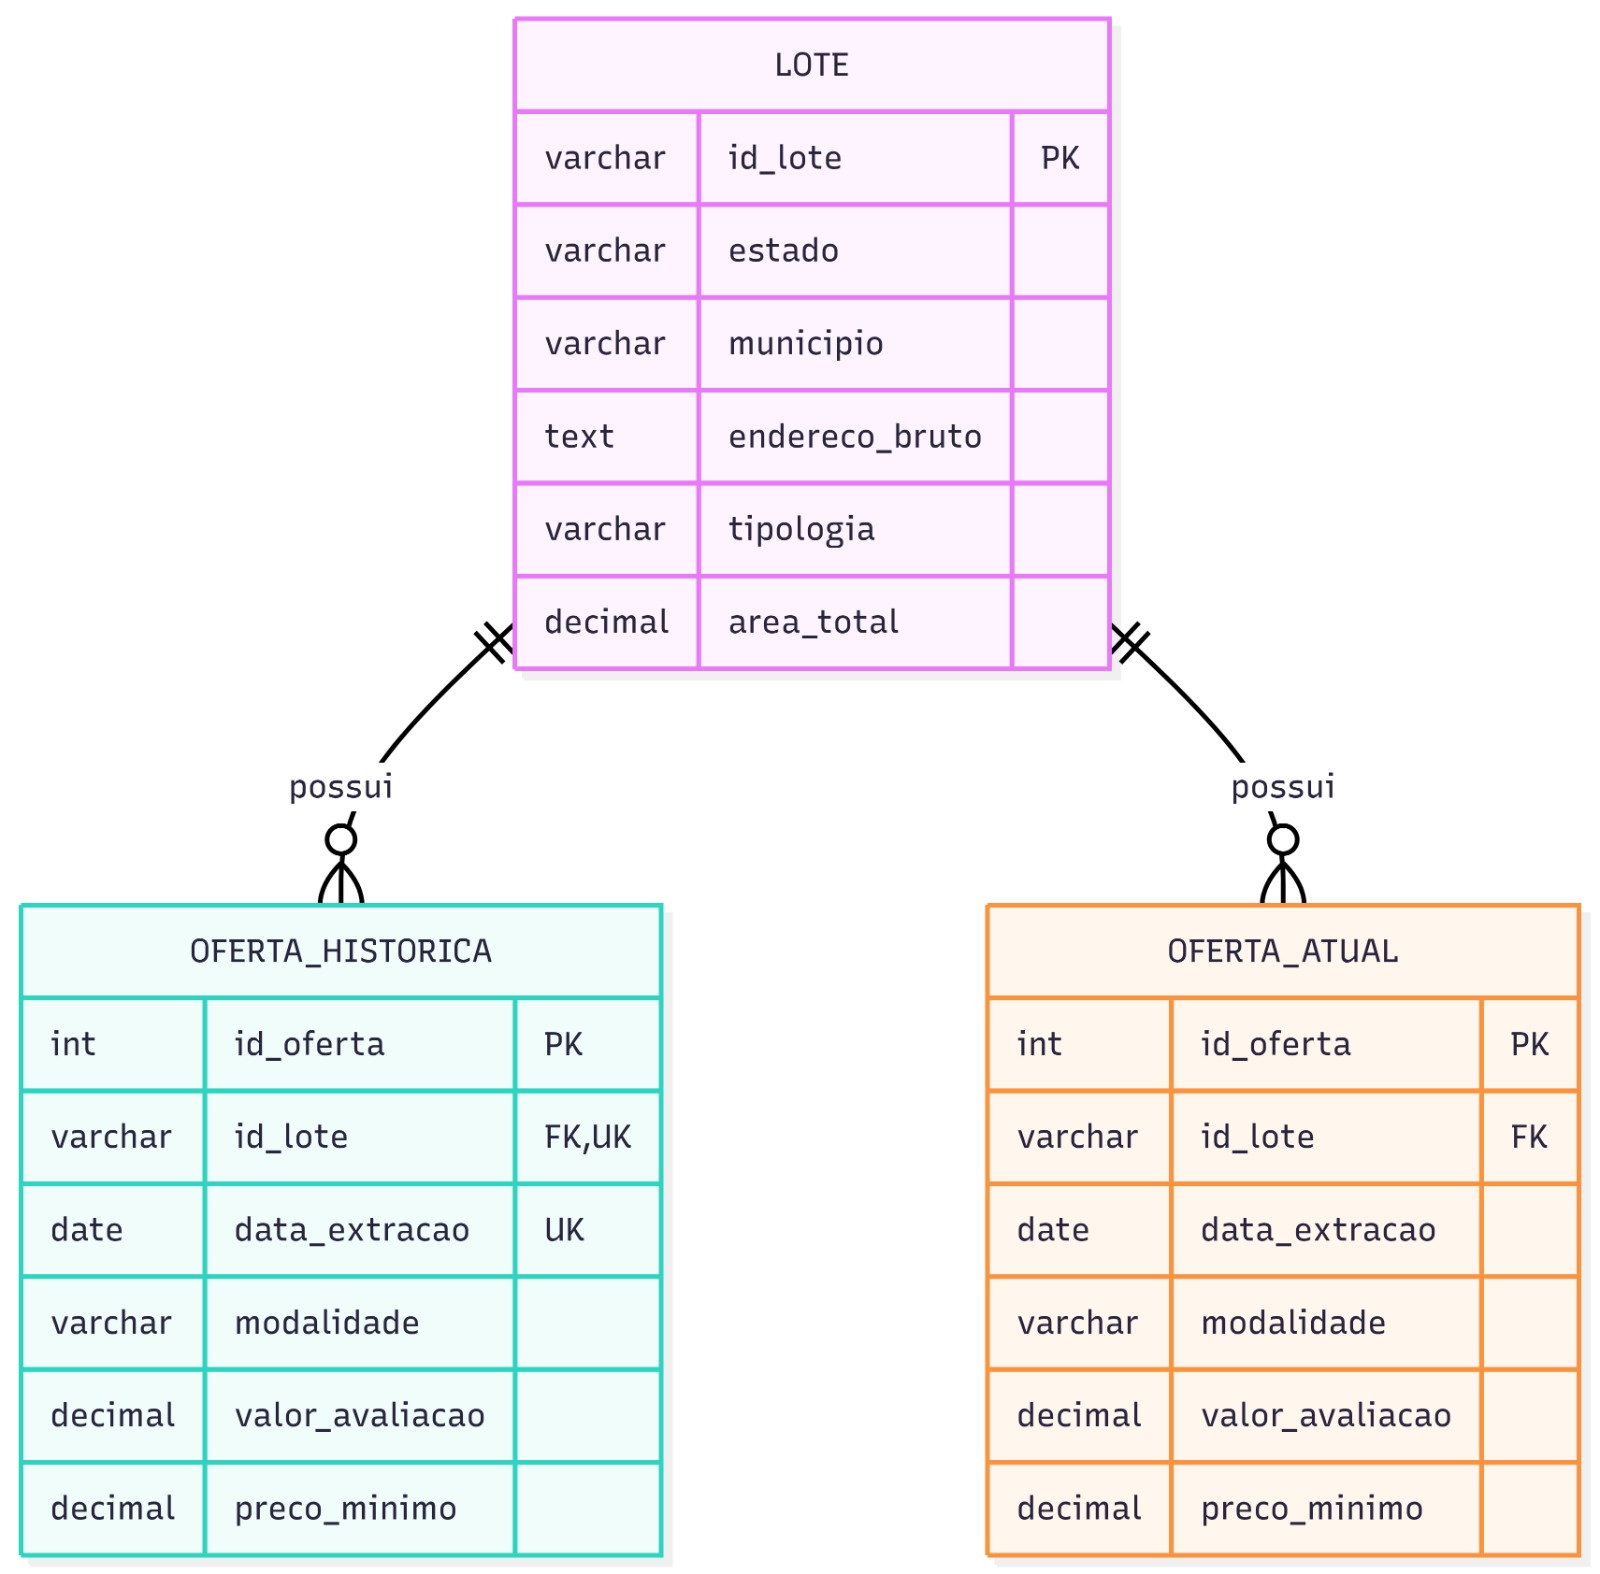 LOTE
varchar id_lote PK
varchar estado
varchar municipio
text endereco_bruto
varchar tipologia
decimal area_total
possui
possui
OFERTA_HISTORICA
int id_oferta PK
varchar id_lote FK,UK
date data_extracao UK
varchar modalidade
decimal valor_avaliacao
decimal preco_minimo
OFERTA_ATUAL
int id_oferta PK
varchar id_lote FK
date data_extracao
varchar modalidade
decimal valor_avaliacao
decimal preco_minimo